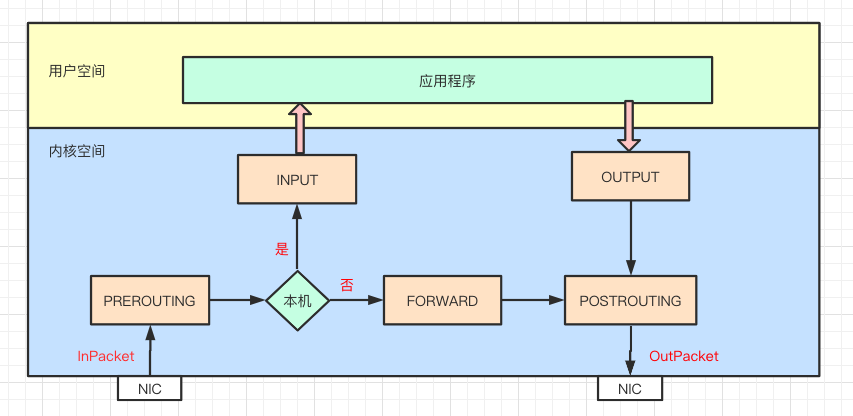 用户空间
应用程序
内核空间
INPUT
OUTPUT
是
否
PREROUTING
本机
FORWARD
POSTROUTING
InPacket
OutPacket
NIC
NIC